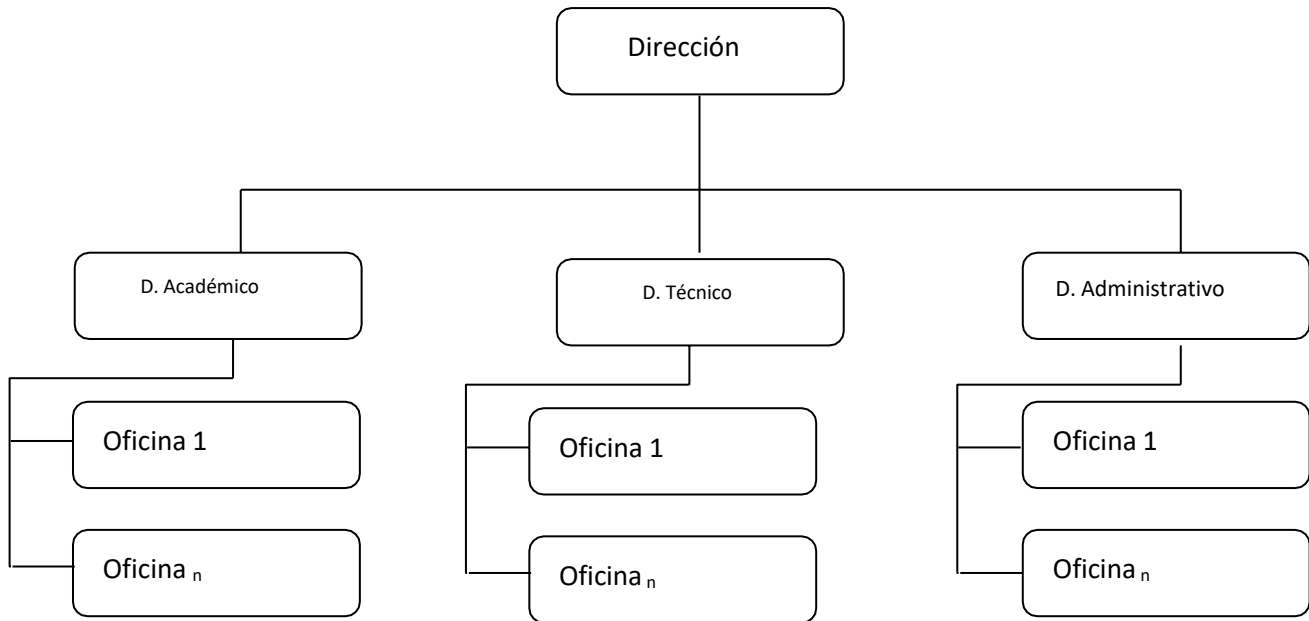 Dirección
D. Académico
D. Técnico
D. Administrativo
Oficina 1
Oficina 1
Oficina 1
Oficina n
Oficina n
Oficina n